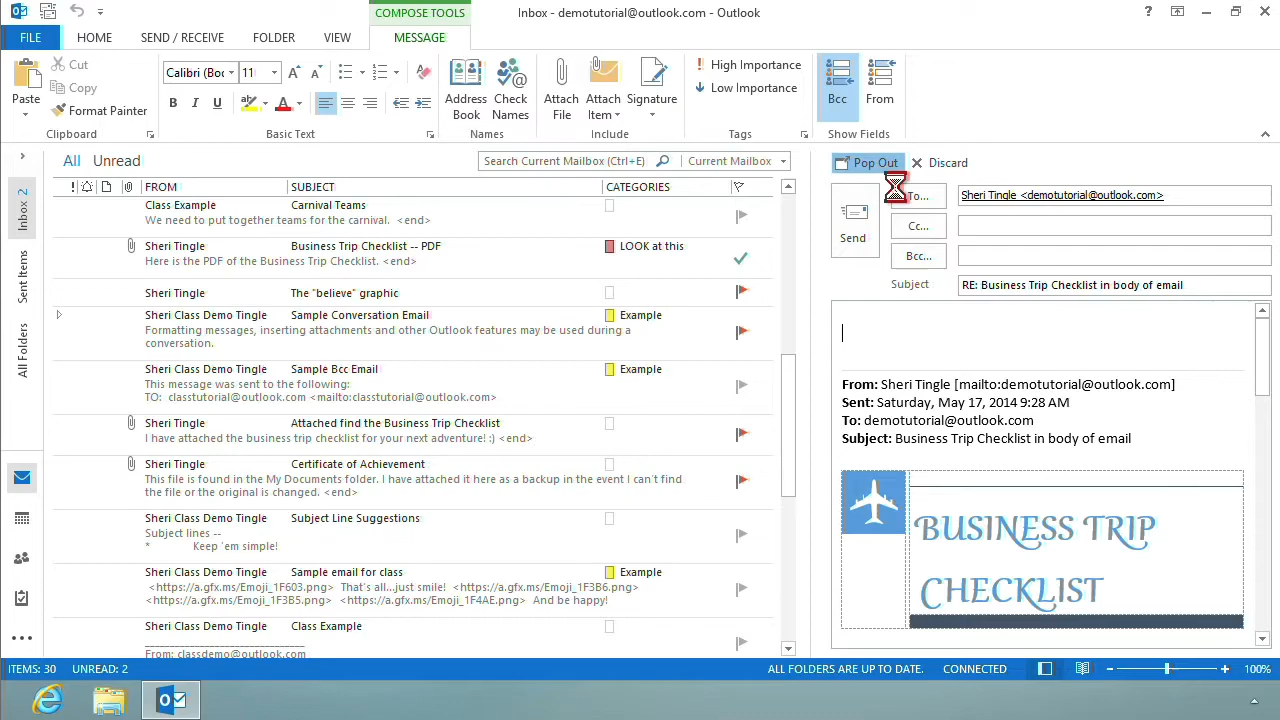 COMPOSE TOOLS
Inbox - demotutorial@outlook.com - Outlook
?
FILE HOME SEND / RECEIVE FOLDER VIEW MESSAGE
Paste
Cut
Copy
Format Painter
Calibri (Boc 11
A A
B I U ab A
Address Book
Check Names
Attach File
Attach Item
Signature
High Importance
Low Importance
Bcc From
Clipboard Basic Text Names Include Tags Show Fields
Inbox 2
Sent Items
All Folders
All Unread
Search Current Mailbox (Ctrl+E)
Current Mailbox
! FROM SUBJECT CATEGORIES
Class Example Carnival Teams
We need to put together teams for the carnival. <end>
Sheri Tingle Business Trip Checklist -- PDF LOOK at this
Here is the PDF of the Business Trip Checklist. <end>
Sheri Tingle The "believe" graphic
Sheri Class Demo Tingle Sample Conversation Email Example
Formatting messages, inserting attachments and other Outlook features may be used during a
conversation.
Sheri Class Demo Tingle Sample Bcc Email Example
This message was sent to the following:
TO: classtutorial@outlook.com <mailto:classtutorial@outlook.com>
Sheri Tingle Attached find the Business Trip Checklist
I have attached the business trip checklist for your next adventure! :) <end>
Sheri Tingle Certificate of Achievement
This file is found in the My Documents folder. I have attached it here as a backup in the event I can't find
the file or the original is changed. <end>
Sheri Class Demo Tingle Subject Line Suggestions
Subject lines --
* Keep 'em simple!
Sheri Class Demo Tingle Sample email for class Example
<https://a.gfx.ms/Emoji_1F603.png> That's all...just smile! <https://a.gfx.ms/Emoji_1F3B6.png>
<https://a.gfx.ms/Emoji_1F3B5.png> <https://a.gfx.ms/Emoji_1F4AE.png> And be happy!
Sheri Class Demo Tingle Class Example
From: classdemo@outlook.com
Pop Out Discard
Send
To... Sheri Tingle <demotutorial@outlook.com>
Cc...
Bcc...
Subject RE: Business Trip Checklist in body of email
From: Sheri Tingle [mailto:demotutorial@outlook.com]
Sent: Saturday, May 17, 2014 9:28 AM
To: demotutorial@outlook.com
Subject: Business Trip Checklist in body of email
BUSINESS TRIP
CHECKLIST
ITEMS: 30 UNREAD: 2 ALL FOLDERS ARE UP TO DATE. CONNECTED 100%